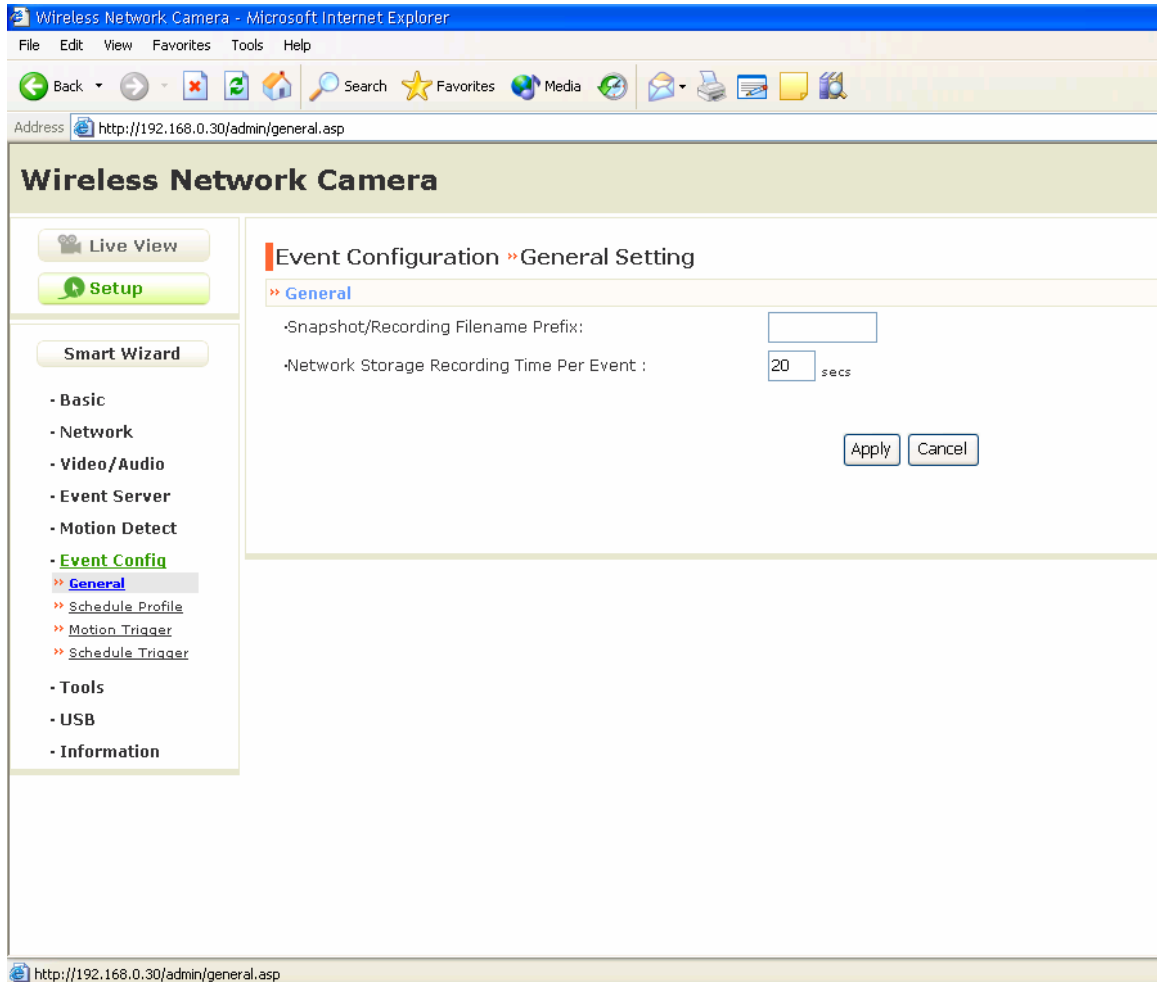 Wireless Network Camera - Microsoft Internet Explorer
File Edit View Favorites Tools Help
Back Search Favorites Media
Address http://192.168.0.30/admin/general.asp
Wireless Network Camera
Live View
Setup
Smart Wizard
· Basic
· Network
· Video/Audio
· Event Server
· Motion Detect
· Event Config
» General
» Schedule Profile
» Motion Trigger
» Schedule Trigger
· Tools
· USB
· Information
Event Configuration »General Setting
» General
·Snapshot/Recording Filename Prefix:
·Network Storage Recording Time Per Event : 20 secs
Apply Cancel
http://192.168.0.30/admin/general.asp